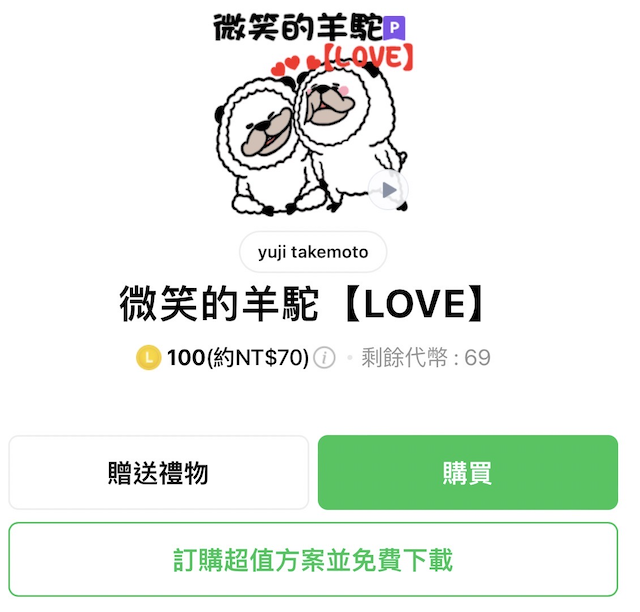 微笑的羊駝 P
【LOVE】
yuji takemoto
微笑的羊駝【LOVE】
L 100(約NT$70) i • 剩餘代幣 : 69
贈送禮物
購買
訂購超值方案並免費下載